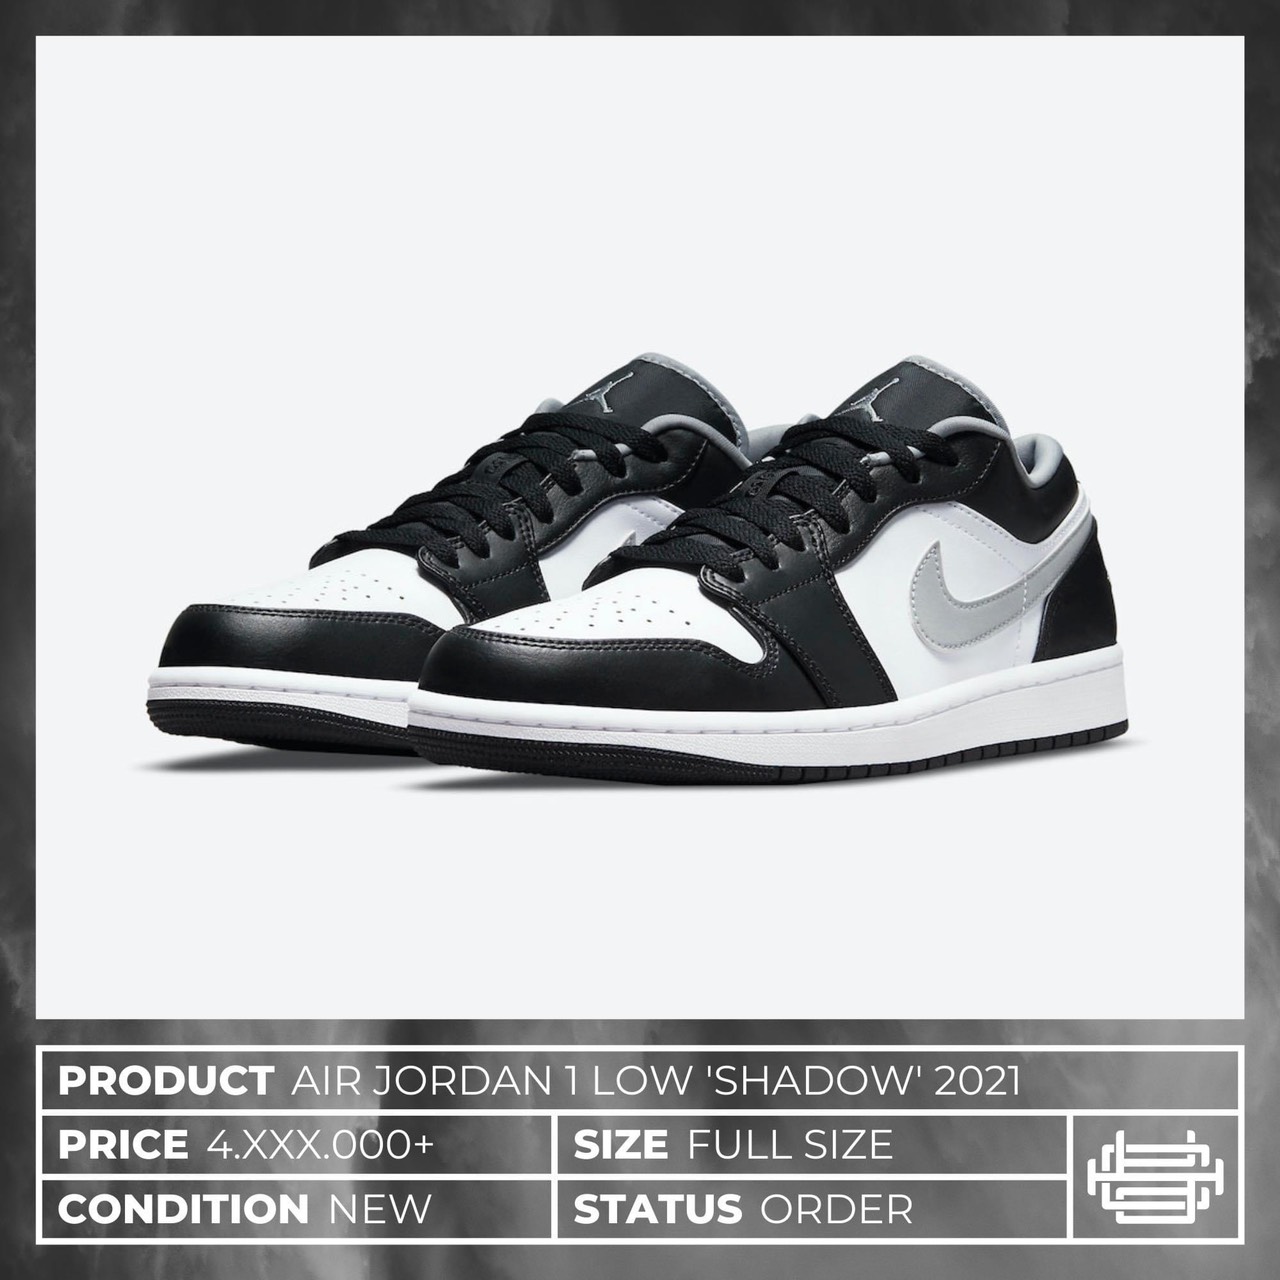 PRODUCT AIR JORDAN 1 LOW 'SHADOW' 2021
PRICE 4.XXX.000+
SIZE FULL SIZE
CONDITION NEW
STATUS ORDER